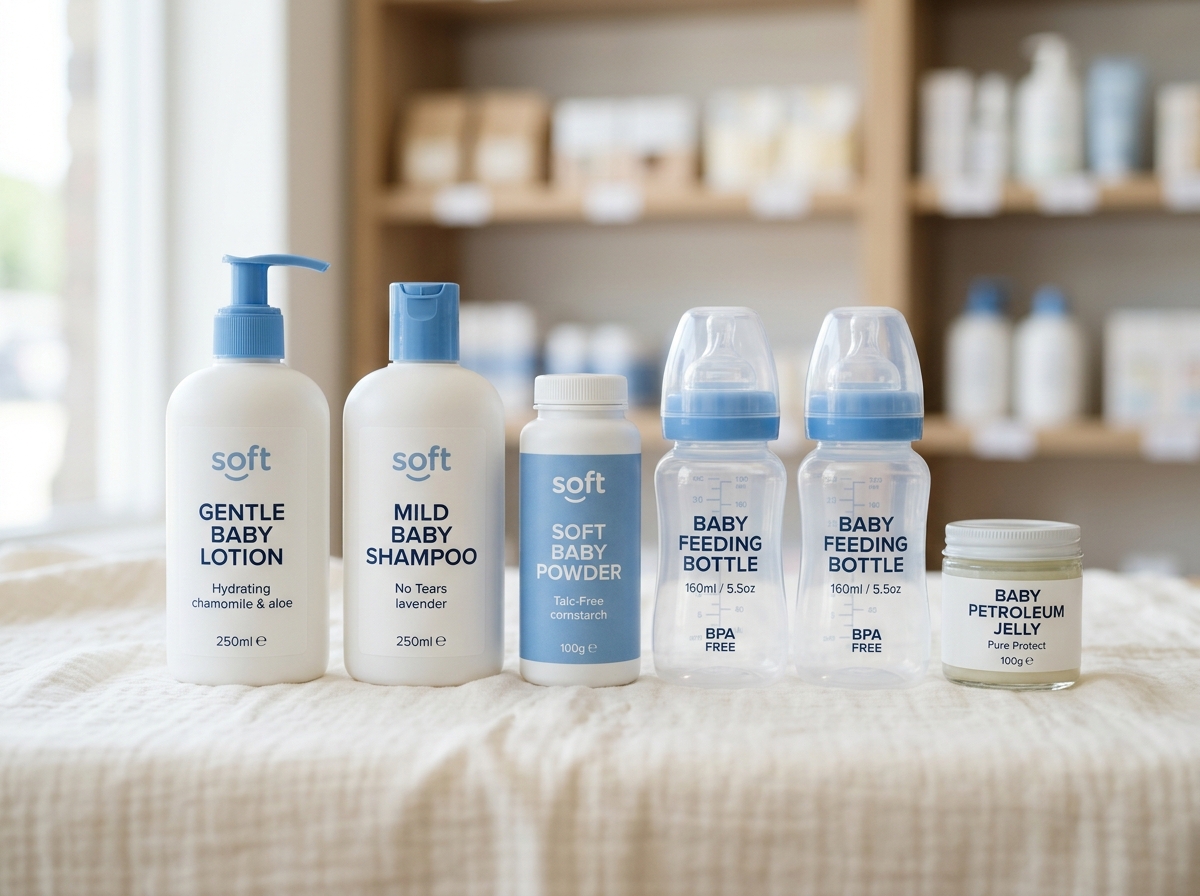 soft
GENTLE
BABY
LOTION
Hydrating
chamomile & aloe
250ml ℮
soft
MILD
BABY
SHAMPOO
No Tears
lavender
250ml ℮
soft
SOFT
BABY
POWDER
Talc-Free
cornstarch
100g ℮
BABY
FEEDING
BOTTLE
160ml / 5.5oz
BPA
FREE
BABY
FEEDING
BOTTLE
160ml / 5.5oz
BPA
FREE
BABY
PETROLEUM
JELLY
Pure Protect
100g ℮